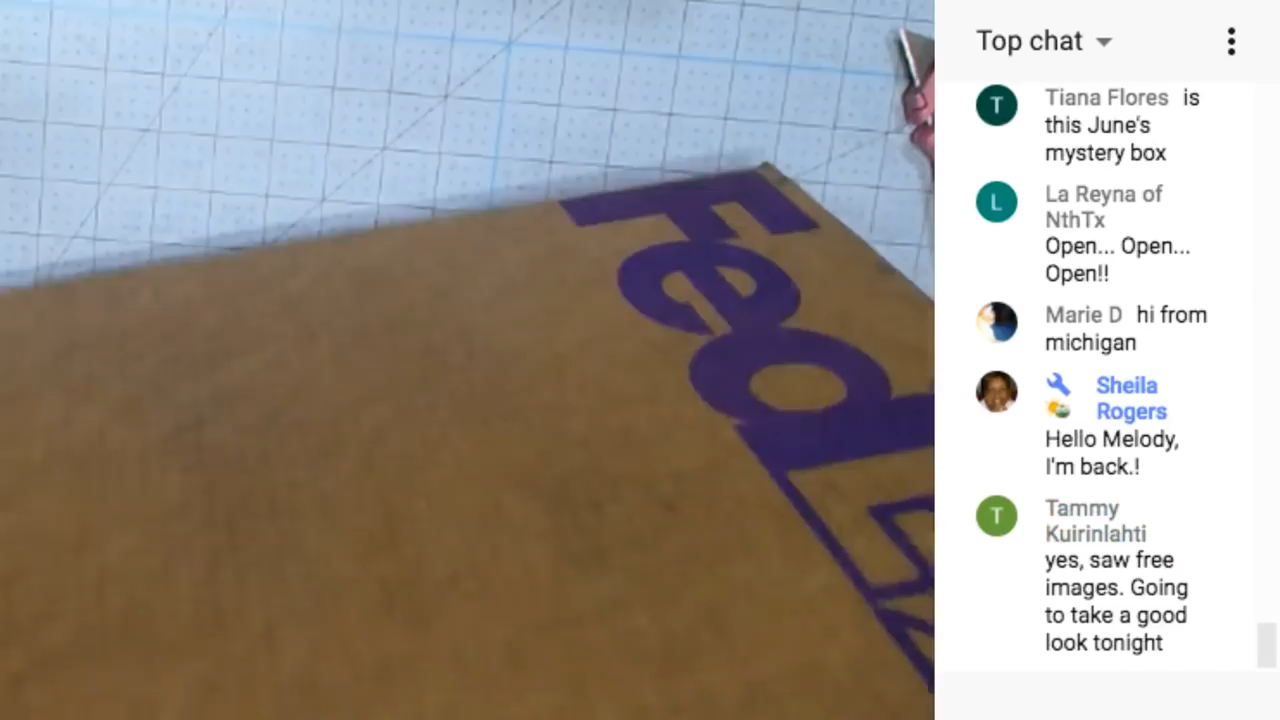 FedEx
Top chat
Tiana Flores is
this June's
mystery box
La Reyna of
NthTx
Open... Open...
Open!!
Marie D hi from
michigan
Sheila
Rogers
Hello Melody,
I'm back.!
Tammy
Kuirinlahti
yes, saw free
images. Going
to take a good
look tonight